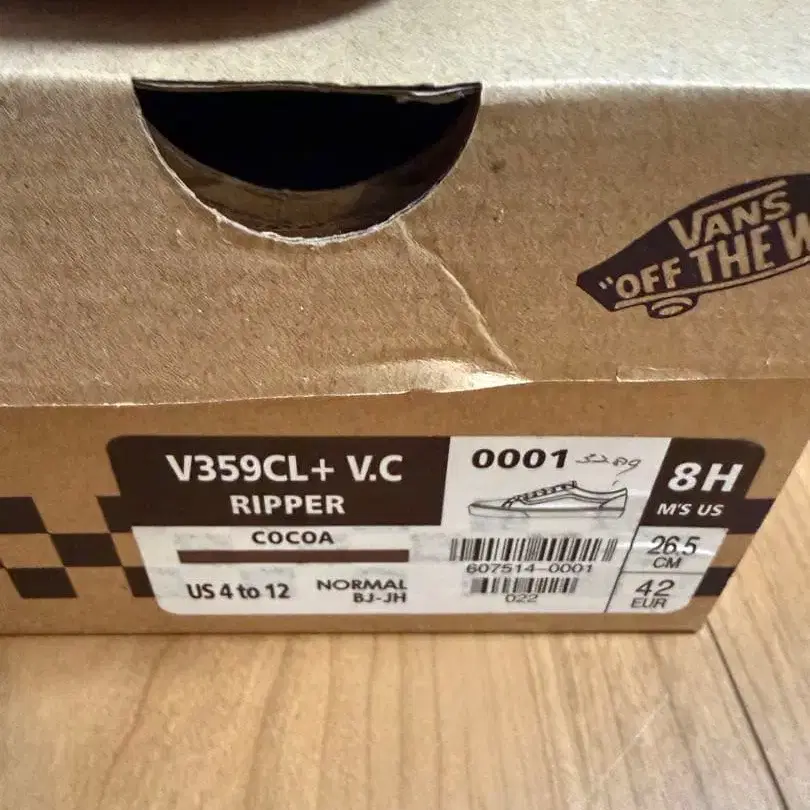 VANS
"OFF THE W
V359CL+ V.C
RIPPER
COCOA
US 4 to 12
NORMAL
BJ-JH
0001
607514-0001
022
8H
M'S US
26.5
CM
42
EUR